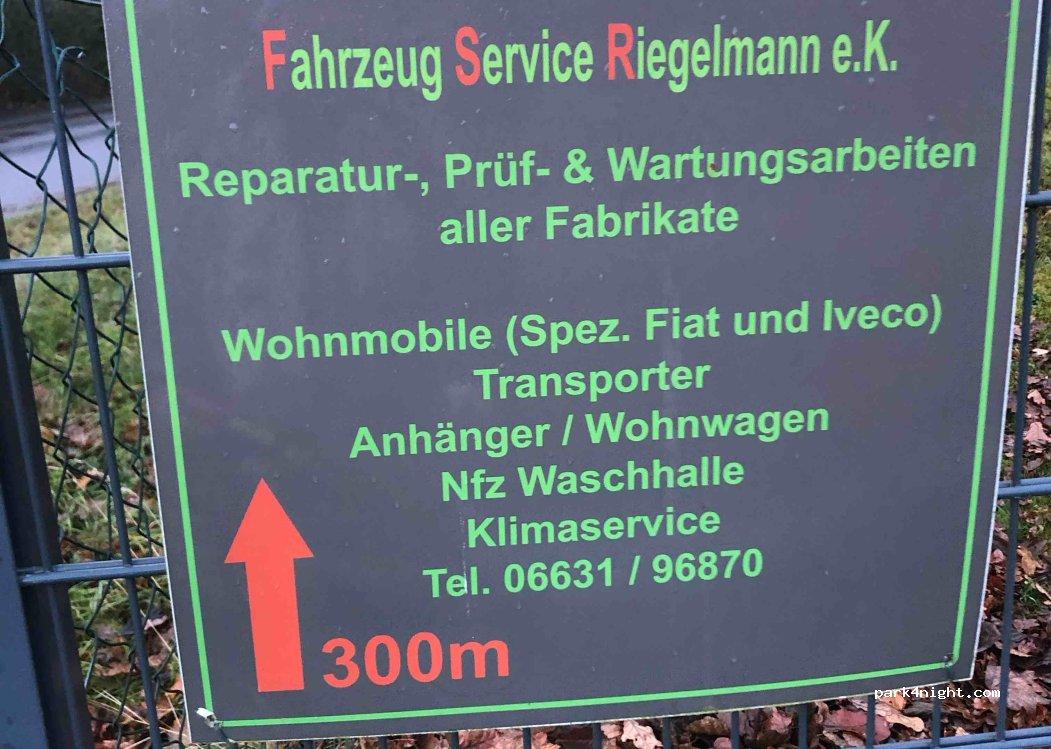 Fahrzeug Service Riegelmann e.K.
Reparatur-, Prüf- & Wartungsarbeiten
aller Fabrikate
Wohnmobile (Spez. Fiat und Iveco)
Transporter
Anhänger / Wohnwagen
Nfz Waschhalle
Klimaservice
Tel. 06631 / 96870
300m
park4night.com